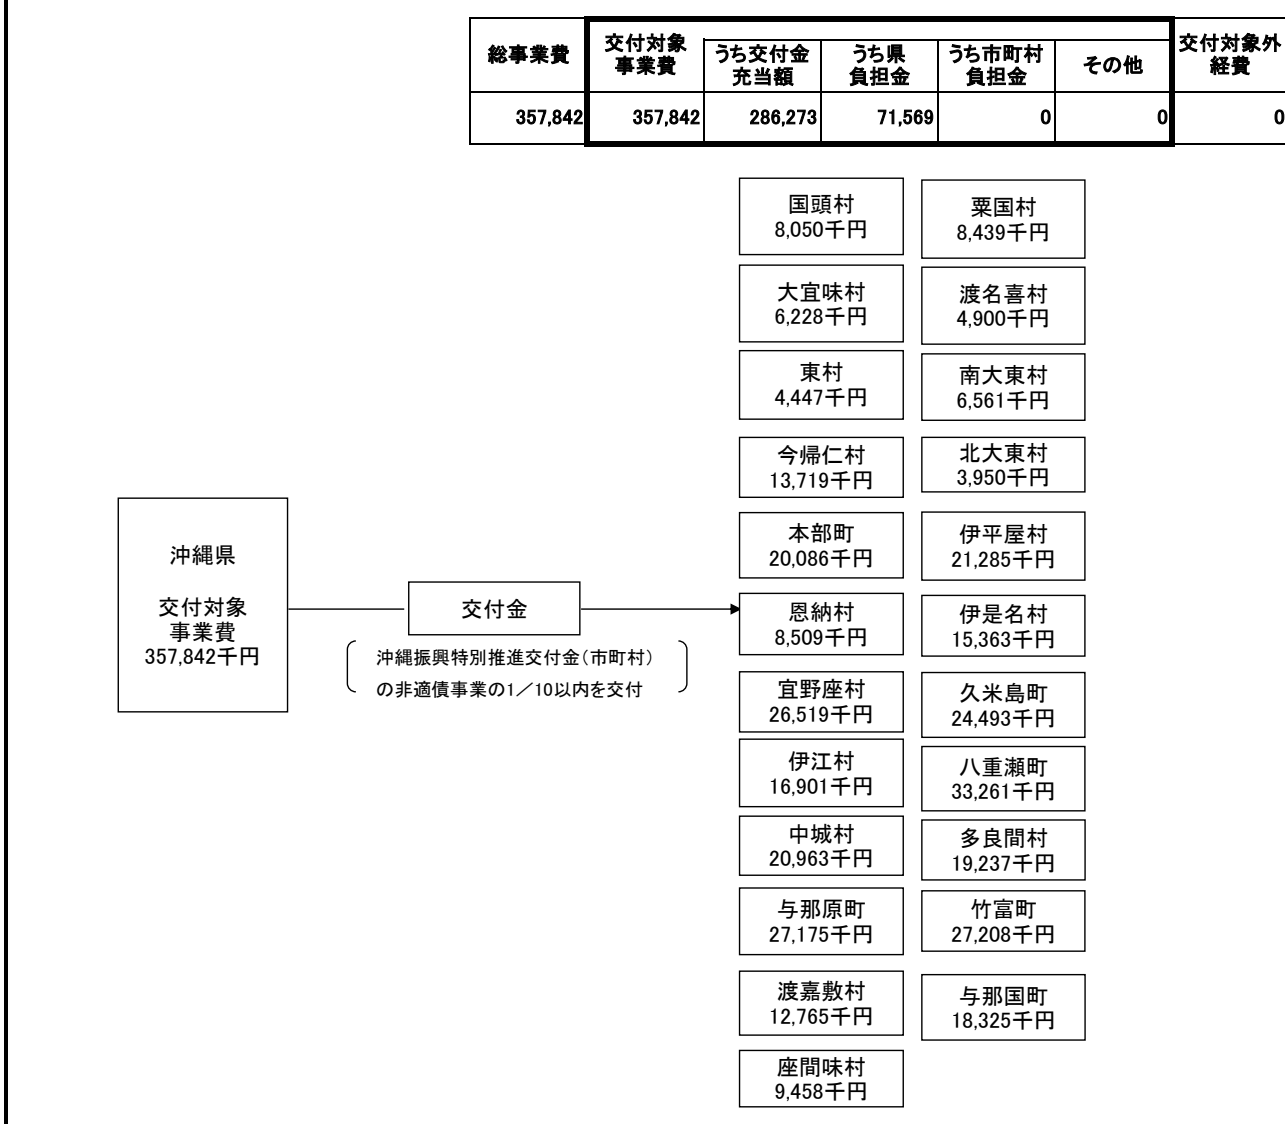 総事業費
交付対象
事業費
うち交付金
充当額
うち県
負担金
うち市町村
負担金
その他
交付対象外
経費
357,842 357,842 286,273 71,569 0 0 0
沖縄県
交付対象
事業費
357,842千円
交付金
沖縄振興特別推進交付金（市町村）
の非適債事業の1／10以内を交付
国頭村
8,050千円
大宜味村
6,228千円
東村
4,447千円
今帰仁村
13,719千円
本部町
20,086千円
恩納村
8,509千円
宜野座村
26,519千円
伊江村
16,901千円
中城村
20,963千円
与那原町
27,175千円
渡嘉敷村
12,765千円
座間味村
9,458千円
粟国村
8,439千円
渡名喜村
4,900千円
南大東村
6,561千円
北大東村
3,950千円
伊平屋村
21,285千円
伊是名村
15,363千円
久米島町
24,493千円
八重瀬町
33,261千円
多良間村
19,237千円
竹富町
27,208千円
与那国町
18,325千円